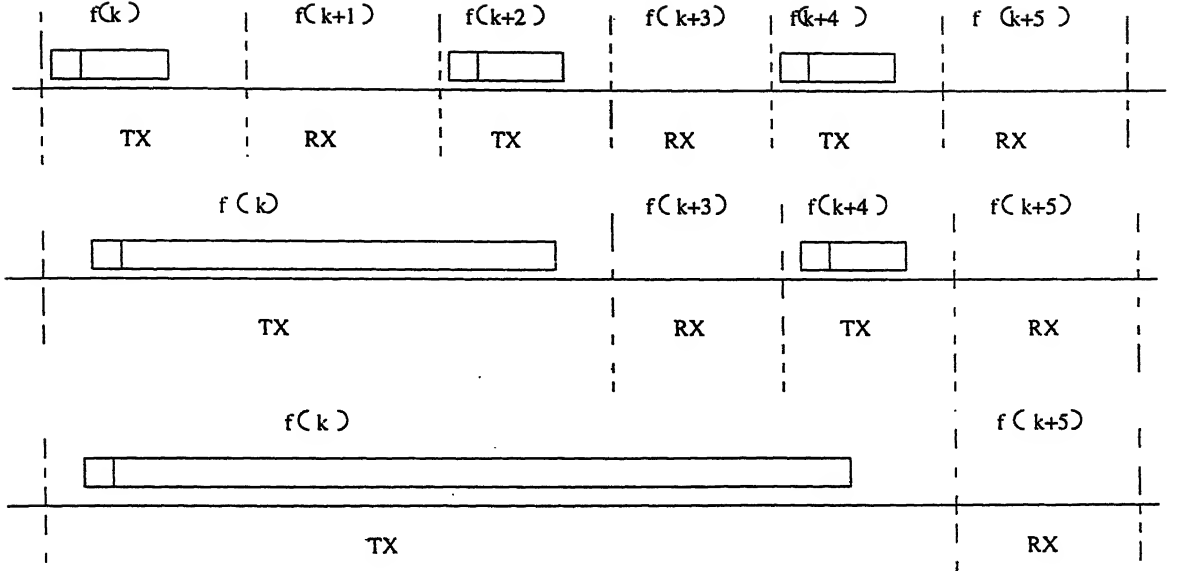 f(k) f(k+1) f(k+2) f(k+3) f(k+4) f(k+5)
TX RX TX RX TX RX
f(k) f(k+3) f(k+4) f(k+5)
TX RX TX RX
f(k) f(k+5)
TX RX